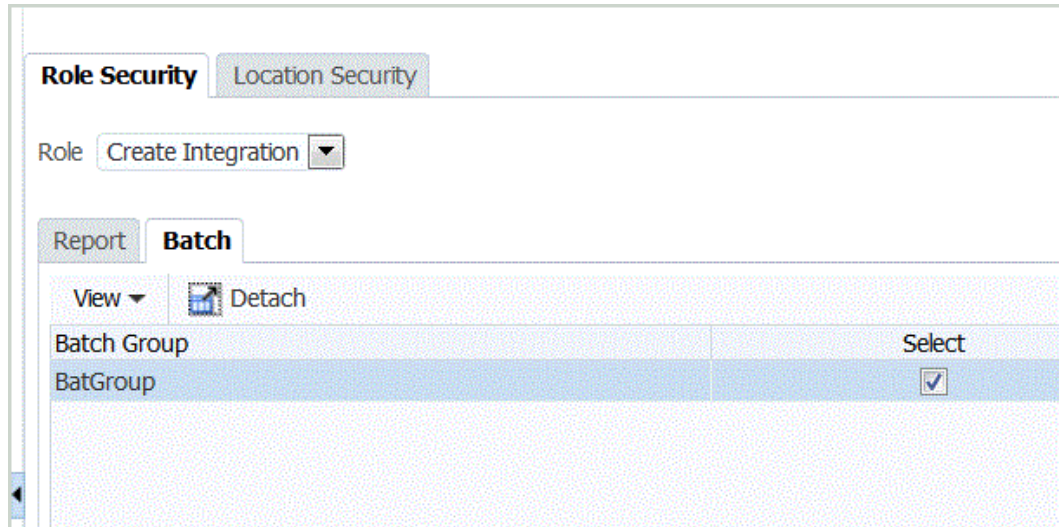 Role Security Location Security
Role Create Integration
Report Batch
View Detach
Batch Group Select
BatGroup